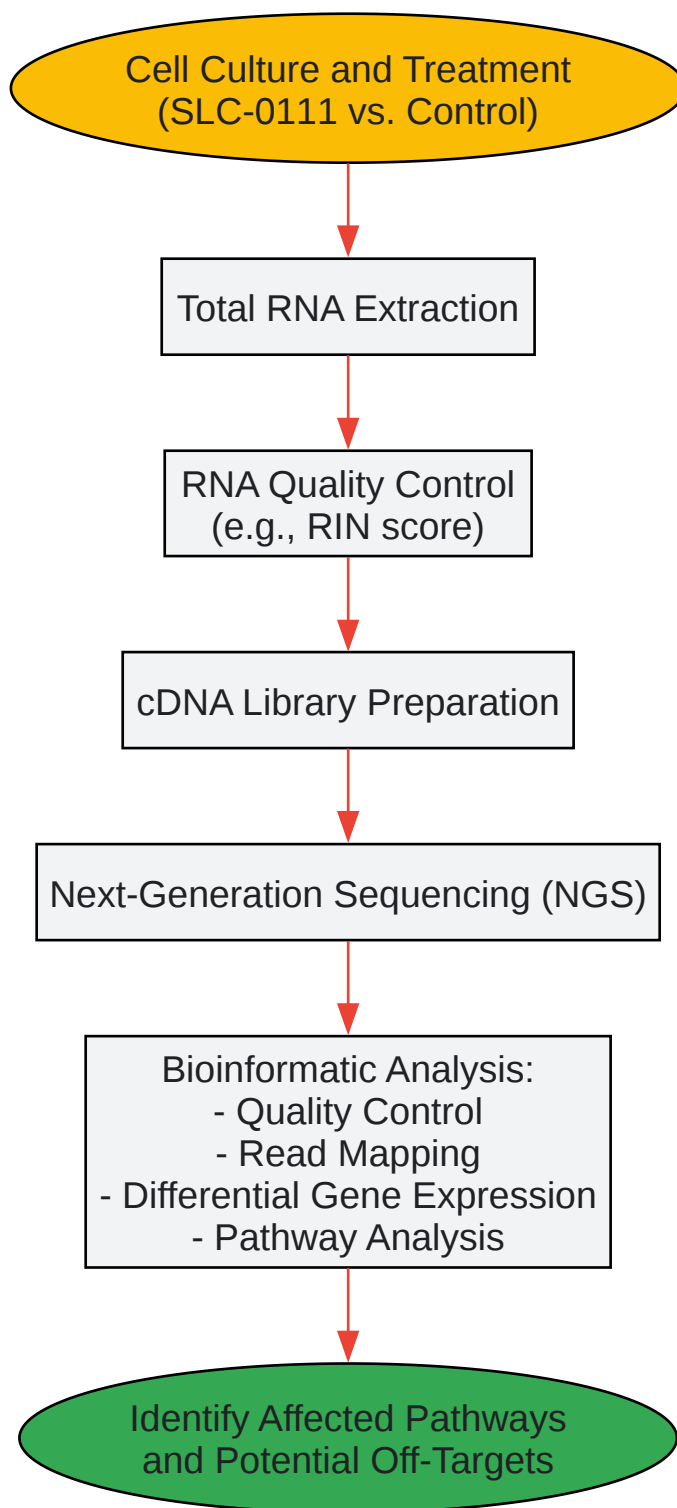 Cell Culture and Treatment
(SLC-0111 vs. Control)
Total RNA Extraction
RNA Quality Control
(e.g., RIN score)
cDNA Library Preparation
Next-Generation Sequencing (NGS)
Bioinformatic Analysis:
- Quality Control
- Read Mapping
- Differential Gene Expression
- Pathway Analysis
Identify Affected Pathways
and Potential Off-Targets